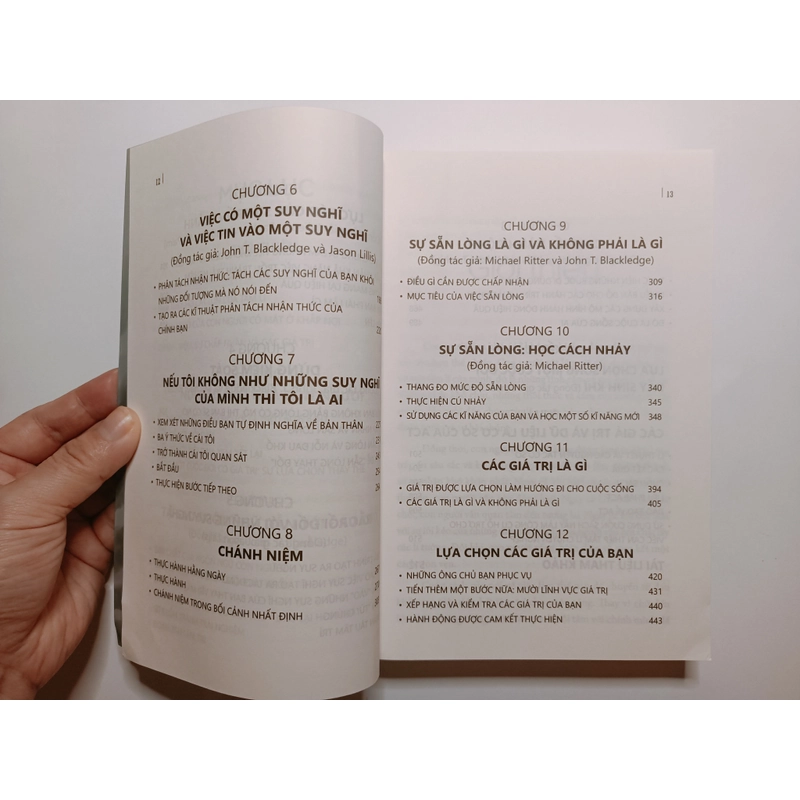 12
CHƯƠNG 6
VIỆC CÓ MỘT SUY NGHĨ
VÀ VIỆC TIN VÀO MỘT SUY NGHĨ
(Đồng tác giả: John T. Blackledge và Jason Lillis)
• PHÂN TÁCH NHẬN THỨC: TÁCH CÁC SUY NGHĨ CỦA BẠN KHỎI
NHỮNG ĐỐI TƯỢNG MÀ NÓ NÓI ĐẾN
• TẠO RA CÁC KĨ THUẬT PHÂN TÁCH NHẬN THỨC CỦA
CHÍNH BẠN
CHƯƠNG 7
NẾU TÔI KHÔNG NHƯ NHỮNG SUY NGHĨ
CỦA MÌNH THÌ TÔI LÀ AI
• XEM XÉT NHỮNG ĐIỀU BẠN TỰ ĐỊNH NGHĨA VỀ BẢN THÂN
• BA Ý THỨC VỀ CÁI TÔI
• TRỞ THÀNH CÁI TÔI QUAN SÁT
• BẮT ĐẦU
• THỰC HIỆN BƯỚC TIẾP THEO
CHƯƠNG 8
CHÁNH NIỆM
• THỰC HÀNH HẰNG NGÀY
• THỰC HÀNH
• CHÁNH NIỆM TRONG BỐI CẢNH NHẤT ĐỊNH
13
CHƯƠNG 9
SỰ SẴN LÒNG LÀ GÌ VÀ KHÔNG PHẢI LÀ GÌ
(Đồng tác giả: Michael Ritter và John T. Blackledge)
• ĐIỀU GÌ CẦN ĐƯỢC CHẤP NHẬN 309
• MỤC TIÊU CỦA VIỆC SẴN LÒNG 316
CHƯƠNG 10
SỰ SẴN LÒNG: HỌC CÁCH NHẢY
(Đồng tác giả: Michael Ritter)
• THANG ĐO MỨC ĐỘ SẴN LÒNG 340
• THỰC HIỆN CÚ NHẢY 345
• SỬ DỤNG CÁC KĨ NĂNG CỦA BẠN VÀ HỌC MỘT SỐ KĨ NĂNG MỚI 348
CHƯƠNG 11
CÁC GIÁ TRỊ LÀ GÌ
• GIÁ TRỊ ĐƯỢC LỰA CHỌN LÀM HƯỚNG ĐI CHO CUỘC SỐNG 394
• CÁC GIÁ TRỊ LÀ GÌ VÀ KHÔNG PHẢI LÀ GÌ 405
CHƯƠNG 12
LỰA CHỌN CÁC GIÁ TRỊ CỦA BẠN
• NHỮNG ÔNG CHỦ BẠN PHỤC VỤ 420
• TIẾN THÊM MỘT BƯỚC NỮA: MƯỜI LĨNH VỰC GIÁ TRỊ 431
• XẾP HẠNG VÀ KIỂM TRA CÁC GIÁ TRỊ CỦA BẠN 440
• HÀNH ĐỘNG ĐƯỢC CAM KẾT THỰC HIỆN 443